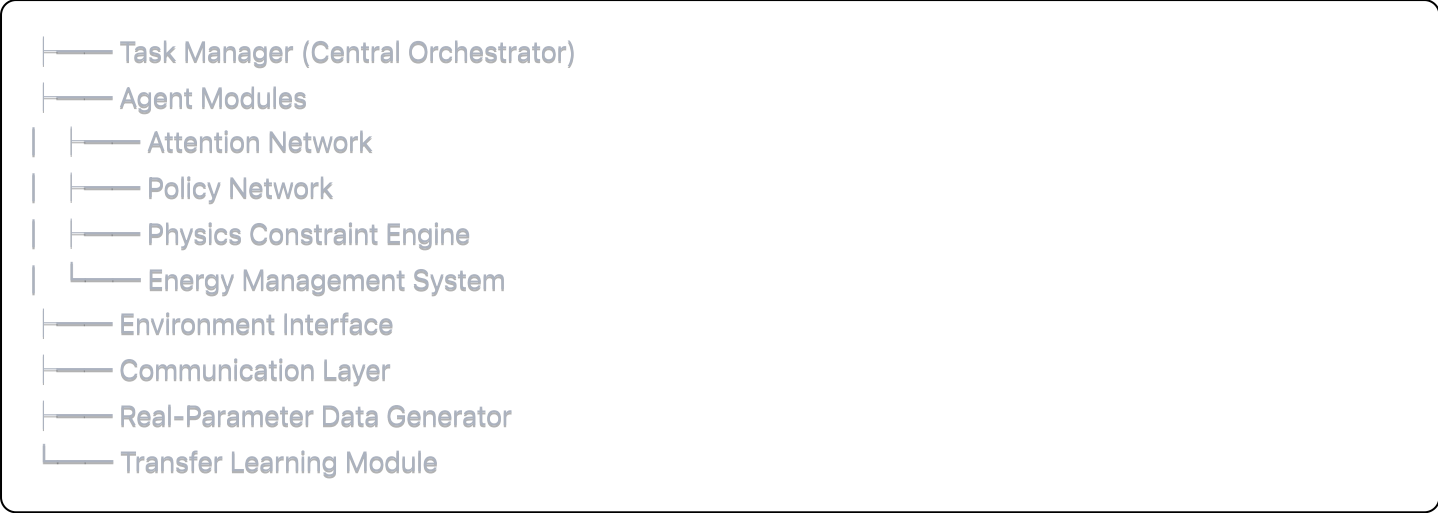 ├── Task Manager (Central Orchestrator)
├── Agent Modules
│ ├── Attention Network
│ ├── Policy Network
│ ├── Physics Constraint Engine
│ └── Energy Management System
├── Environment Interface
├── Communication Layer
├── Real-Parameter Data Generator
└── Transfer Learning Module